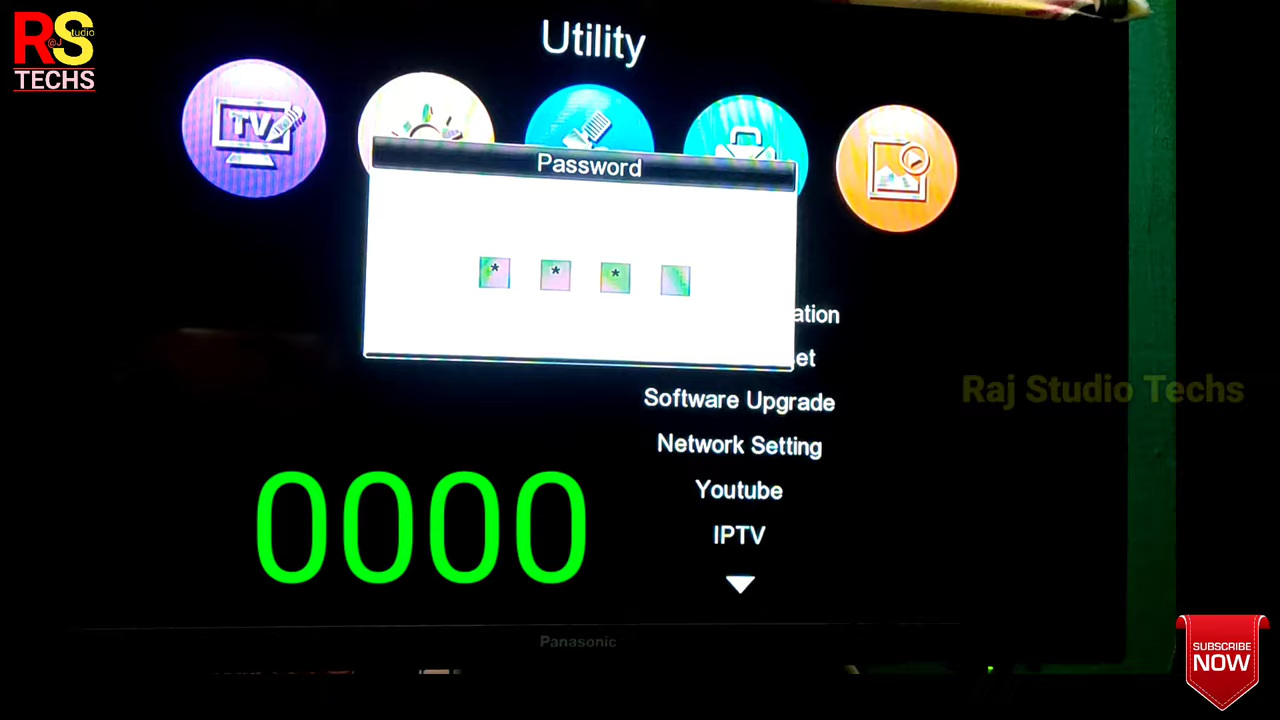 RS
@J tudio
TECHS
Utility
TV
Password
* * * 
ation
et
Software Upgrade
Network Setting
Youtube
IPTV
Raj Studio Techs
0000
Panasonic
SUBSCRIBE
NOW